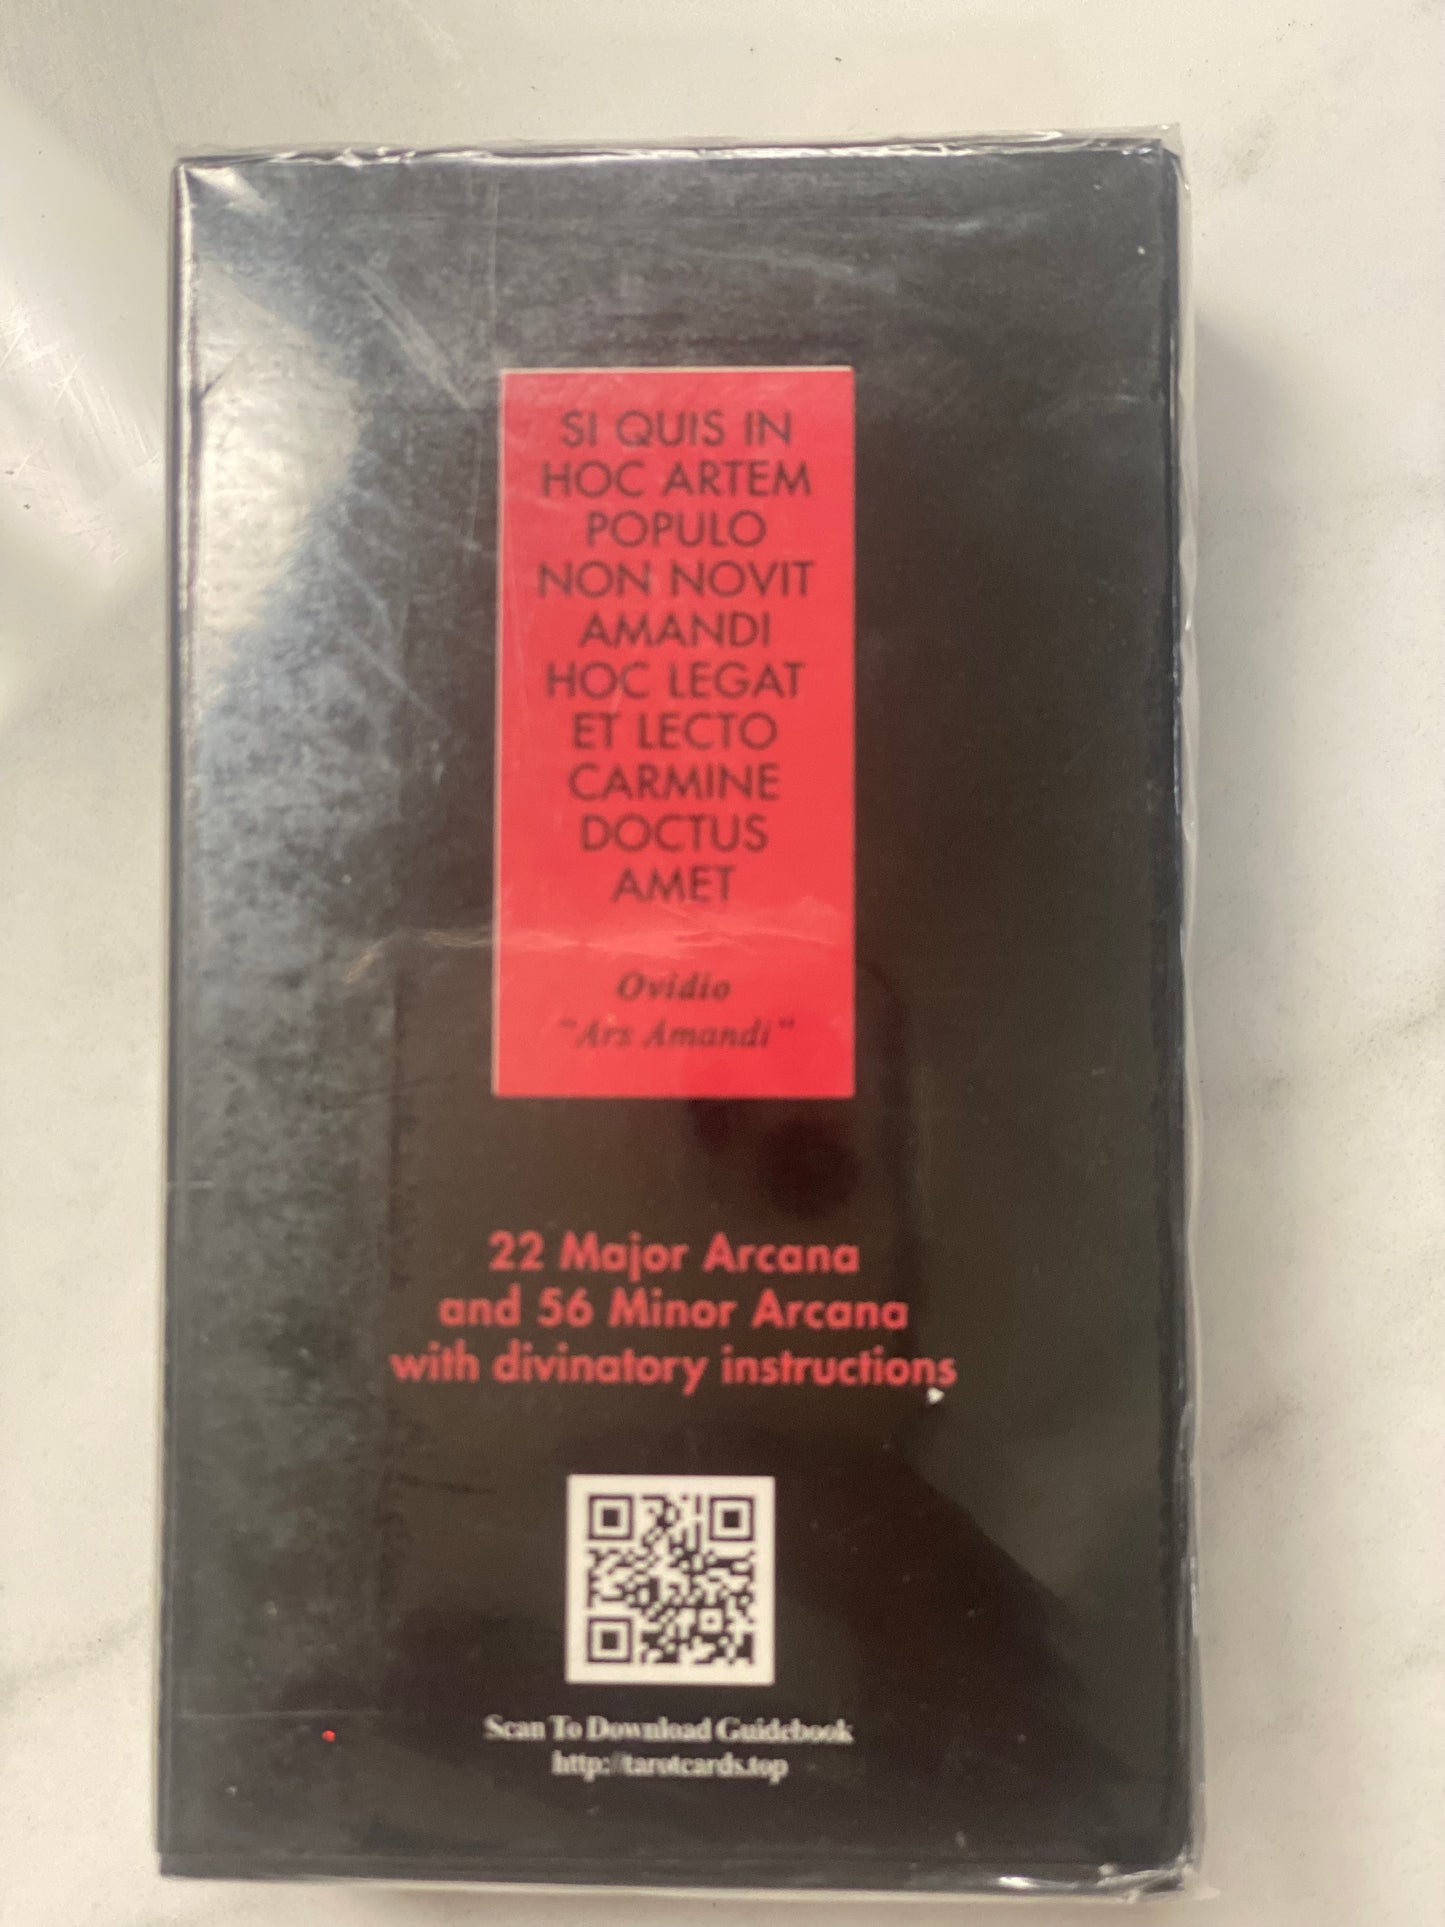 SI QUIS IN
HOC ARTEM
POPULO
NON NOVIT
AMANDI
HOC LEGAT
ET LECTO
CARMINE
DOCTUS
AMET
Ovidio
"Ars Amandi"
22 Major Arcana
and 56 Minor Arcana
with divinatory instructions
Scan To Download Guidebook
http://tarotcards.top